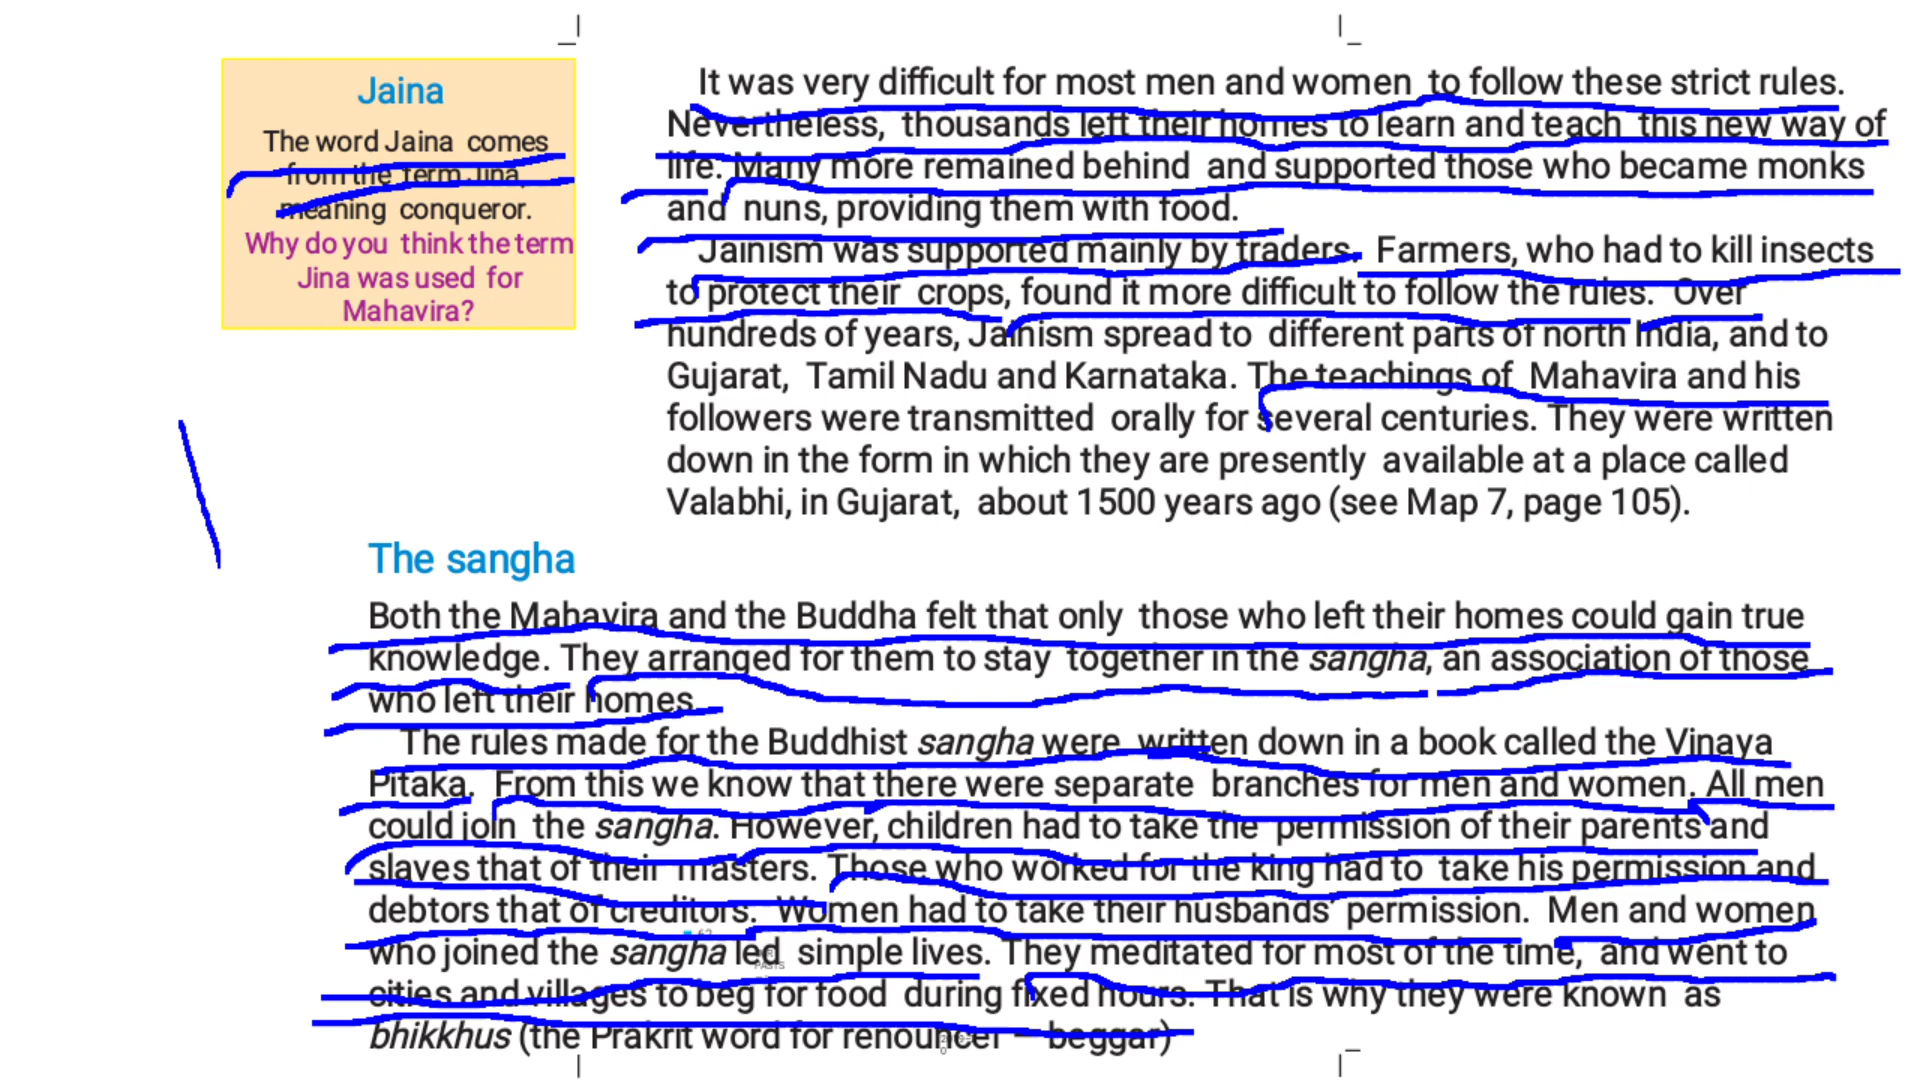 Jaina
The word Jaina comes
from the term Jina,
meaning conqueror.
Why do you think the term
Jina was used for
Mahavira?
It was very difficult for most men and women to follow these strict rules.
Nevertheless, thousands left their homes to learn and teach this new way of
life. Many more remained behind and supported those who became monks
and nuns, providing them with food.
Jainism was supported mainly by traders. Farmers, who had to kill insects
to protect their crops, found it more difficult to follow the rules. Over
hundreds of years, Jainism spread to different parts of north India, and to
Gujarat, Tamil Nadu and Karnataka. The teachings of Mahavira and his
followers were transmitted orally for several centuries. They were written
down in the form in which they are presently available at a place called
Valabhi, in Gujarat, about 1500 years ago (see Map 7, page 105).
The sangha
Both the Mahavira and the Buddha felt that only those who left their homes could gain true
knowledge. They arranged for them to stay together in the sangha, an association of those
who left their homes.
The rules made for the Buddhist sangha were written down in a book called the Vinaya
Pitaka. From this we know that there were separate branches for men and women. All men
could join the sangha. However, children had to take the permission of their parents and
slaves that of their masters. Those who worked for the king had to take his permission and
debtors that of creditors. Women had to take their husbands' permission. Men and women
who joined the sangha led simple lives. They meditated for most of the time, and went to
cities and villages to beg for food during fixed hours. That is why they were known as
bhikkhus (the Prakrit word for renouncer — beggar)